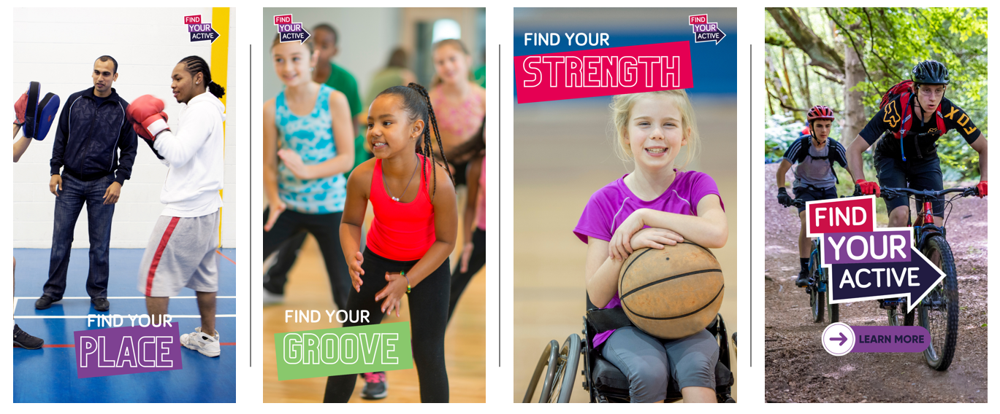 FIND
YOUR
ACTIVE
FIND YOUR
PLACE
FIND
YOUR
ACTIVE
FIND YOUR
GROOVE
FIND
YOUR
ACTIVE
FIND YOUR
STRENGTH
FOX
FIND
YOUR
ACTIVE
LEARN MORE